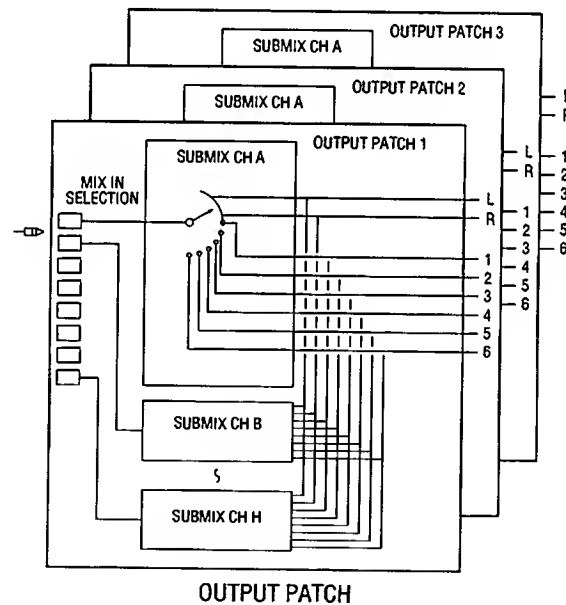 OUTPUT PATCH 3
SUBMIX CH A
OUTPUT PATCH 2
SUBMIX CH A
OUTPUT PATCH 1
SUBMIX CH A
MIX IN
SELECTION
L
R
1
2
3
4
5
6
L
R
1
2
3
4
5
6
R
1
2
3
4
5
6
SUBMIX CH B
SUBMIX CH H
OUTPUT PATCH